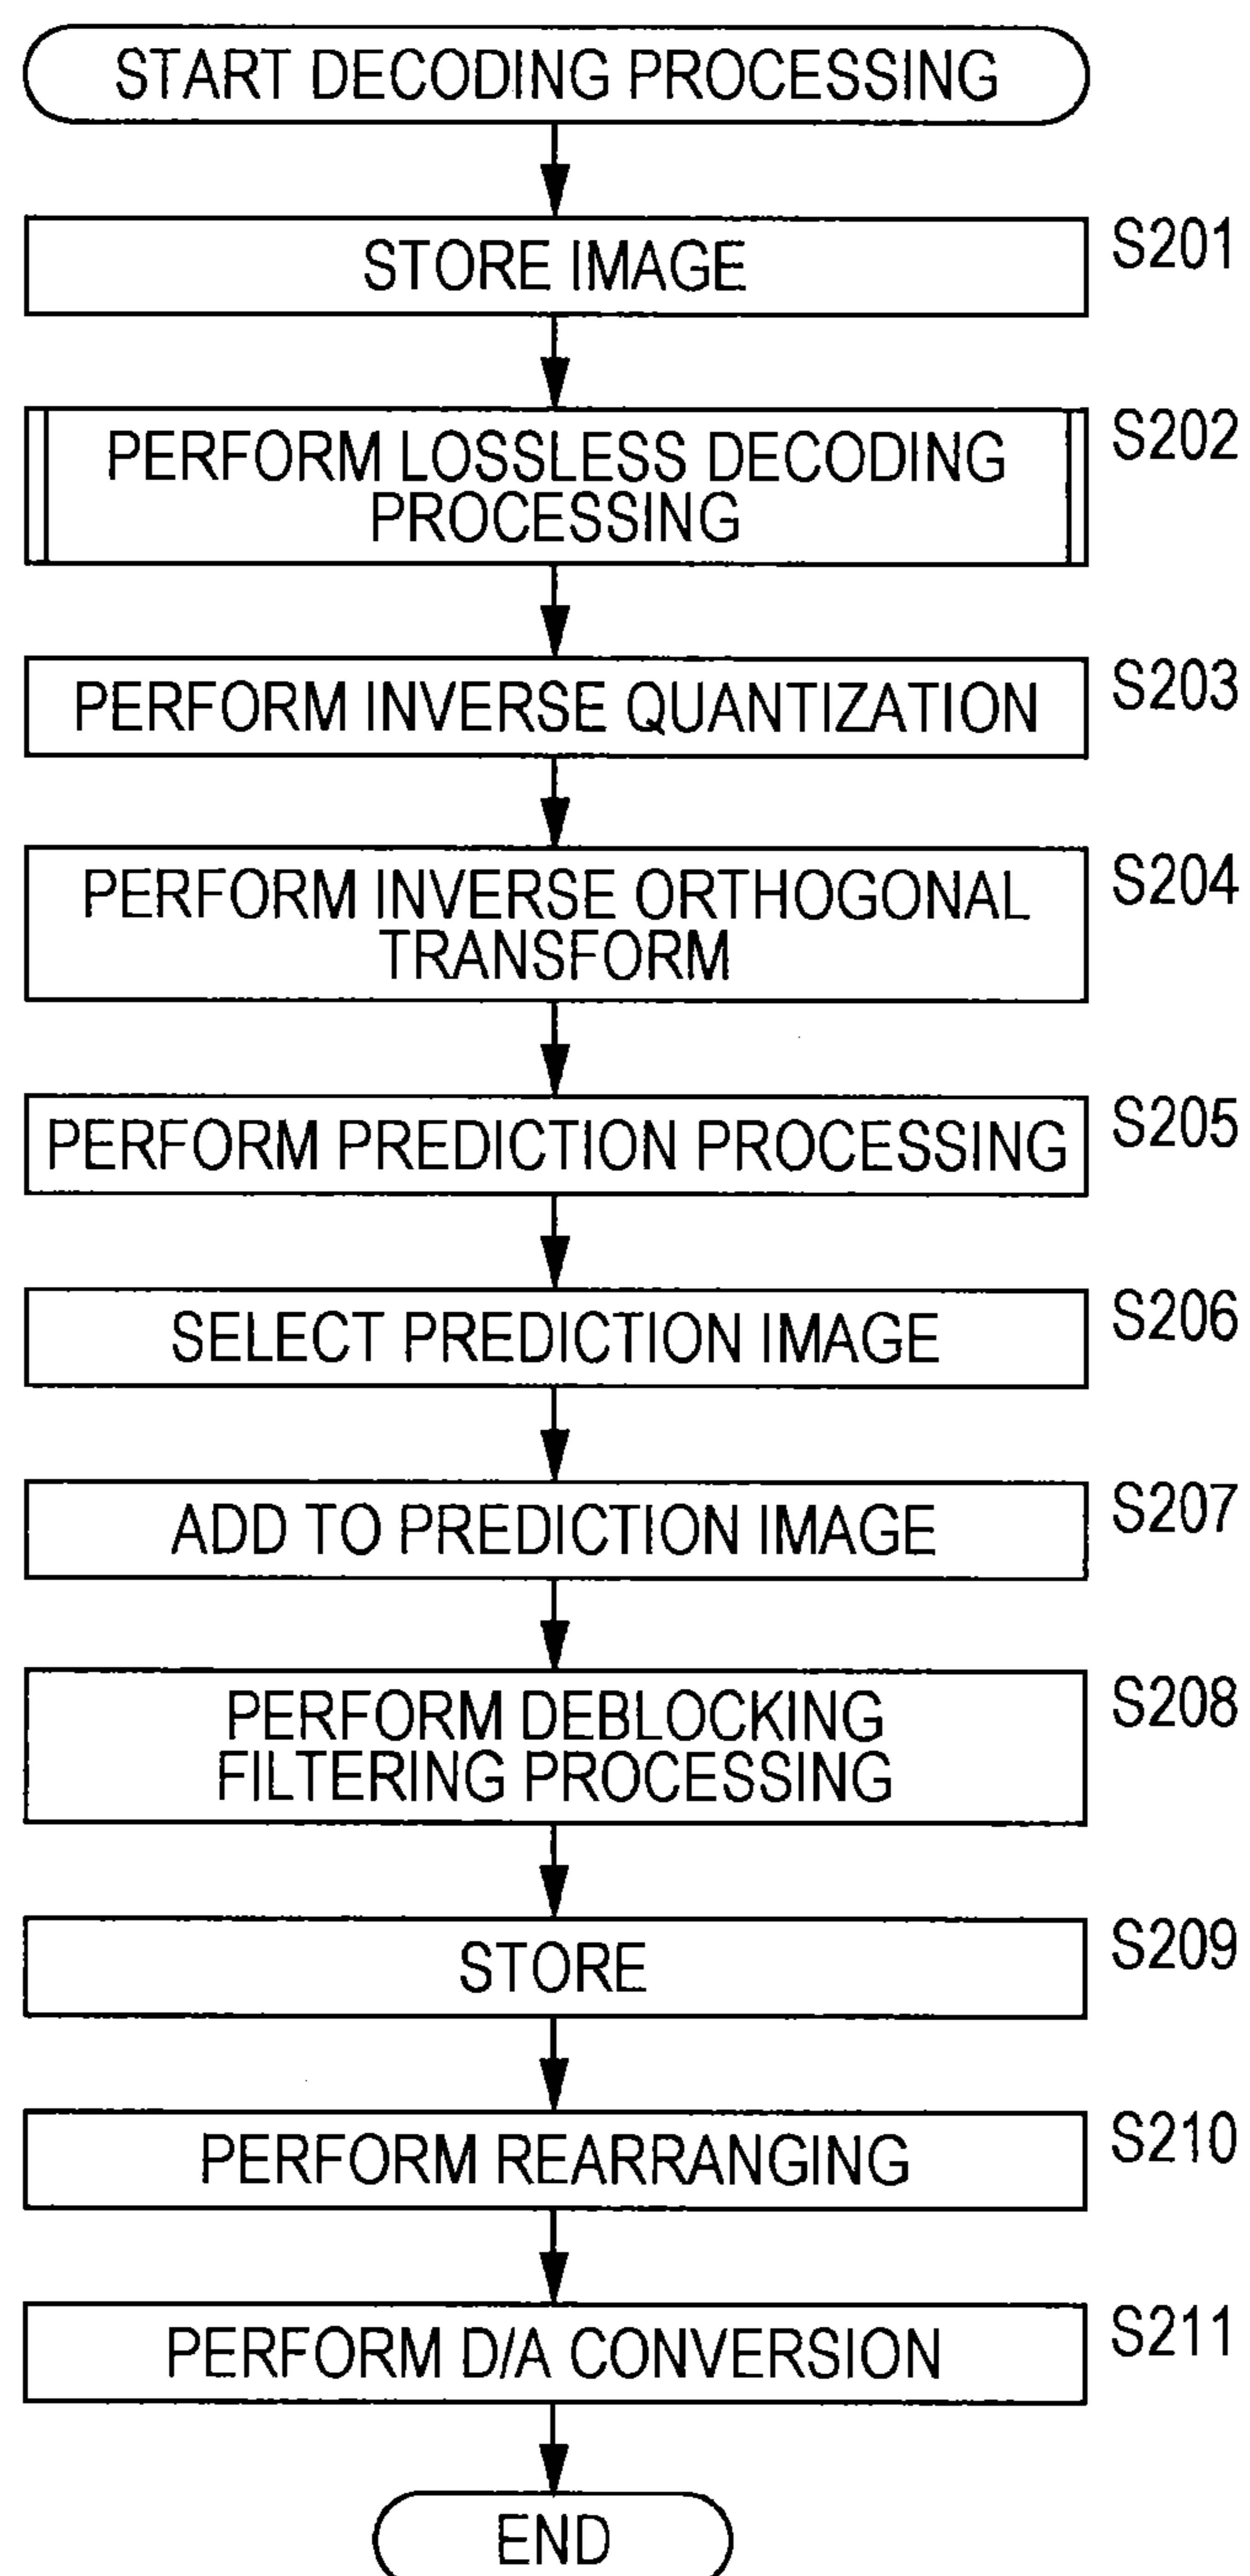 START DECODING PROCESSING
STORE IMAGE
S201
PERFORM LOSSLESS DECODING
PROCESSING
S202
PERFORM INVERSE QUANTIZATION
S203
PERFORM INVERSE ORTHOGONAL
TRANSFORM
S204
PERFORM PREDICTION PROCESSING
S205
SELECT PREDICTION IMAGE
S206
ADD TO PREDICTION IMAGE
S207
PERFORM DEBLOCKING
FILTERING PROCESSING
S208
STORE
S209
PERFORM REARRANGING
S210
PERFORM D/A CONVERSION
S211
END